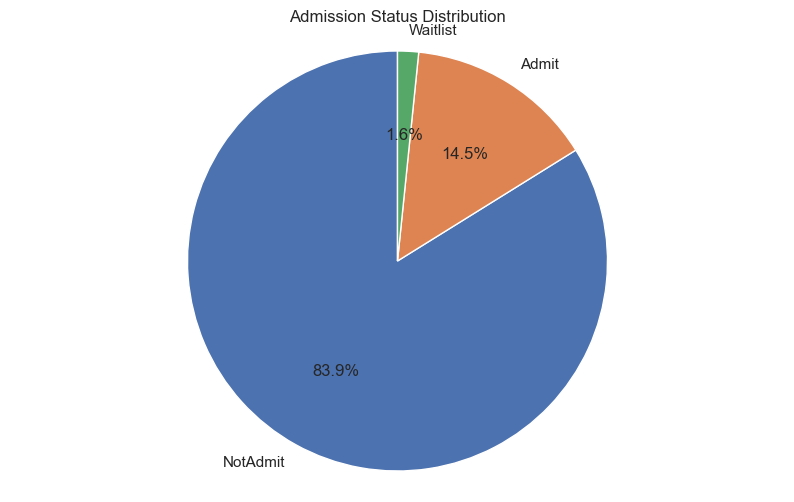 Admission Status Distribution
Waitlist
Admit
1.6%
14.5%
83.9%
NotAdmit